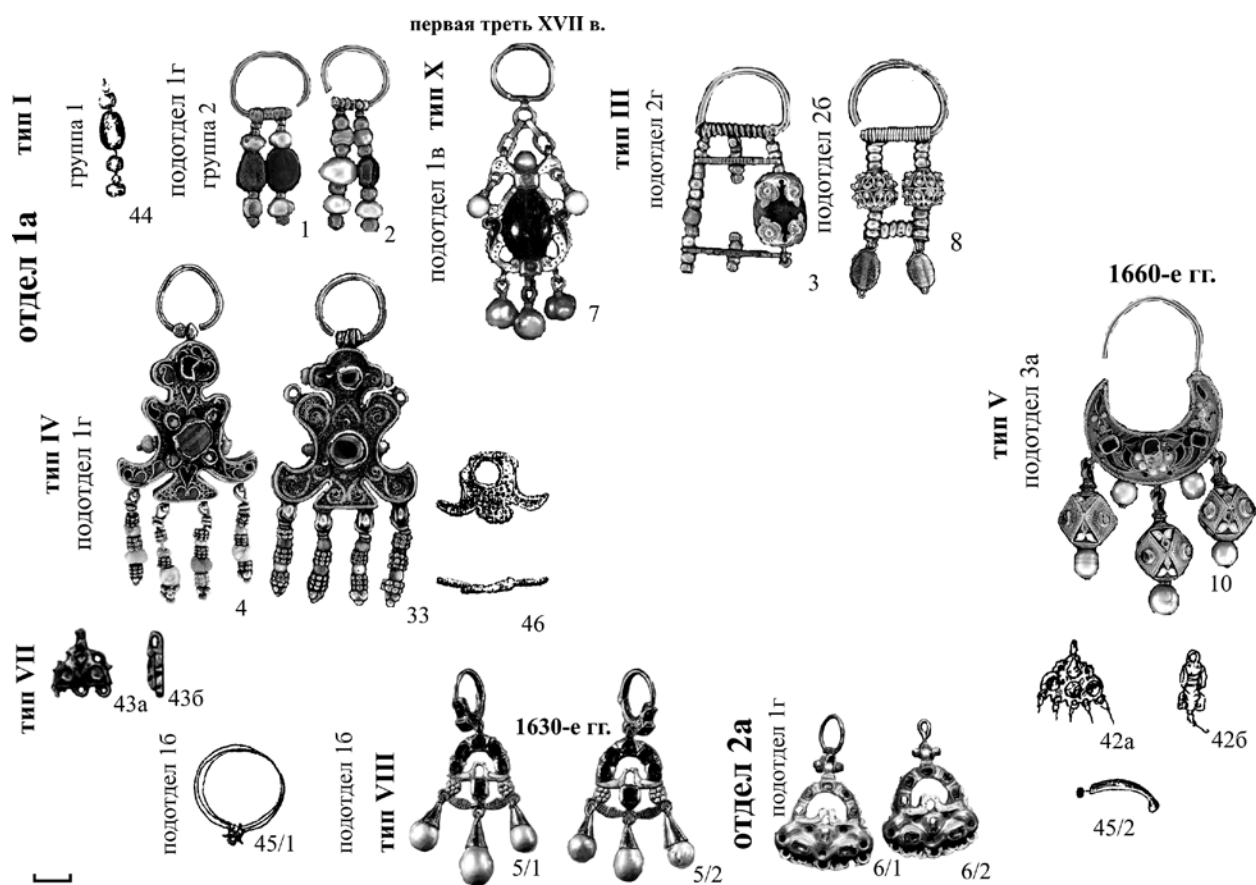 первая треть XVII в.
отдел 1а
тип I
группа 1
44
подотдел 1г
группа 2
1
2
подотдел 1в тип X
7
тип III
подотдел 2г
3
подотдел 2б
8
тип IV
подотдел 1г
4
33
46
1660-е гг.
тип V
подотдел 3а
10
тип VII
43а
43б
подотдел 1б
45/1
1630-е гг.
подотдел 1б
тип VIII
5/1
5/2
отдел 2а
подотдел 1г
6/1
6/2
42а
42б
45/2